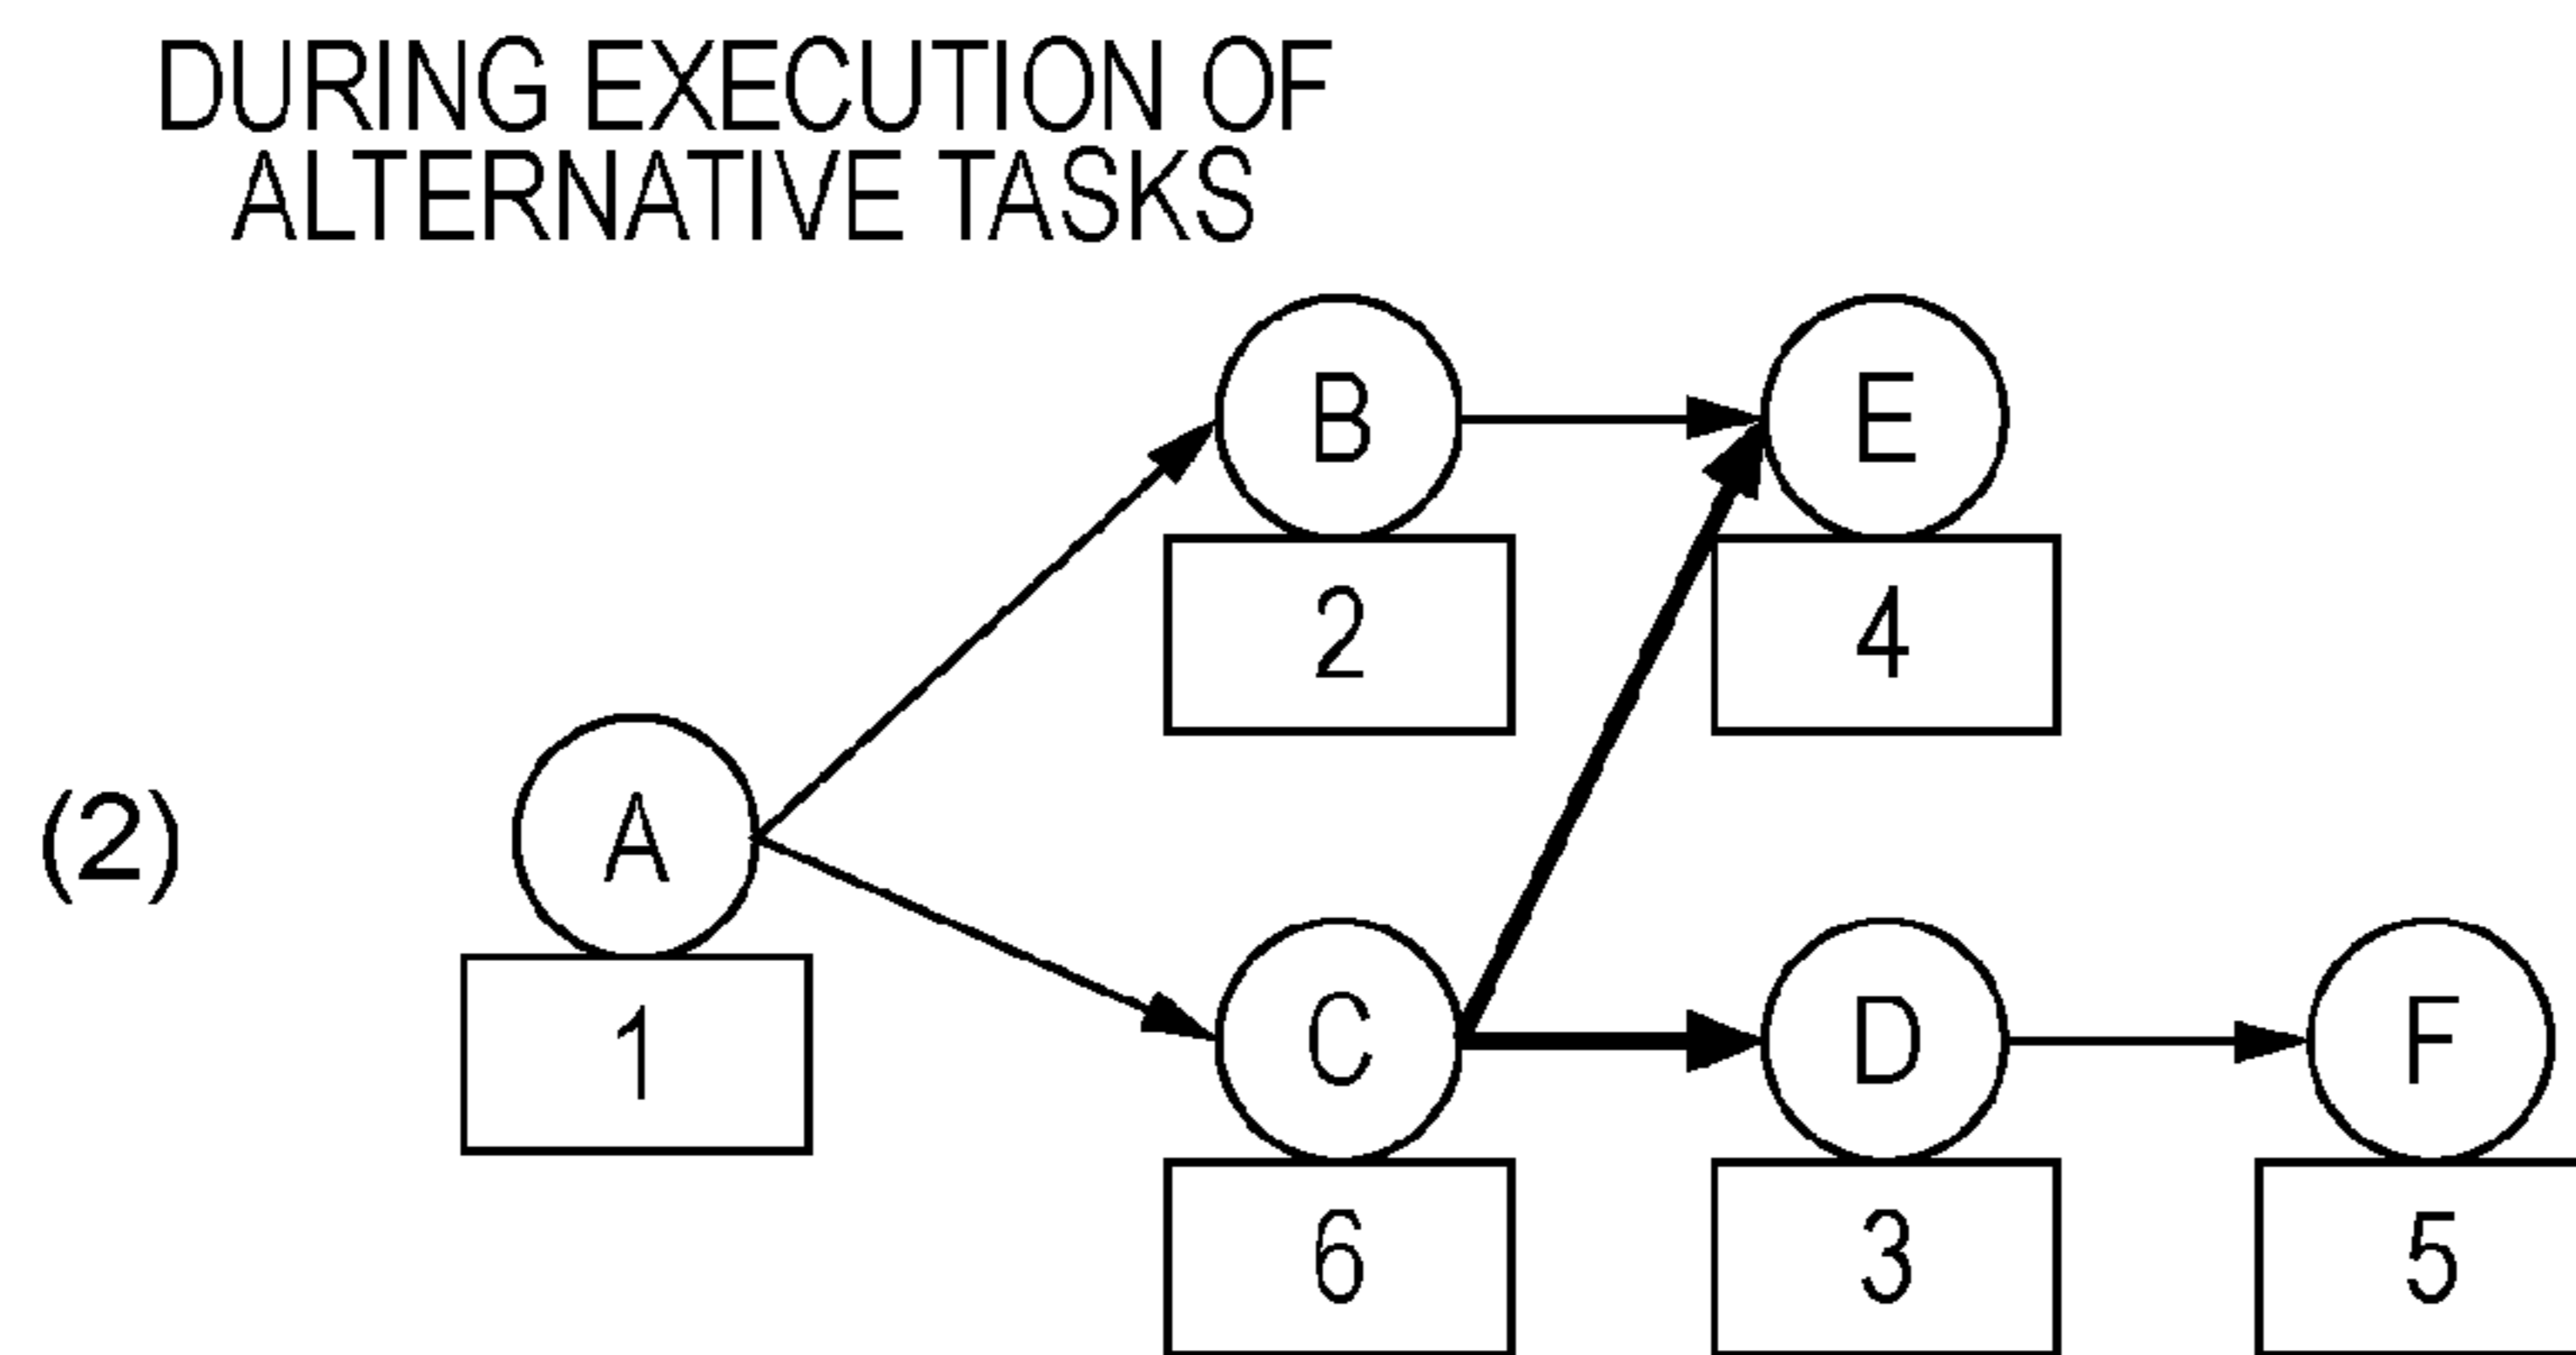 DURING EXECUTION OF
ALTERNATIVE TASKS
B
E
2
4
(2)
A
1
C
D
F
6
3
5